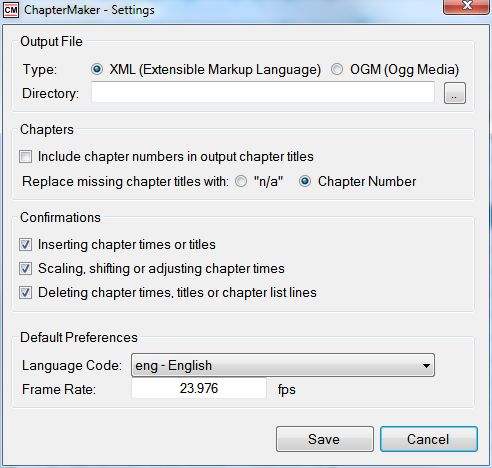 CM ChapterMaker - Settings
Output File
Type: XML (Extensible Markup Language) OGM (Ogg Media)
Directory: ..
Chapters
Include chapter numbers in output chapter titles
Replace missing chapter titles with: "n/a" Chapter Number
Confirmations
Inserting chapter times or titles
Scaling, shifting or adjusting chapter times
Deleting chapter times, titles or chapter list lines
Default Preferences
Language Code: eng - English
Frame Rate: 23.976 fps
Save Cancel